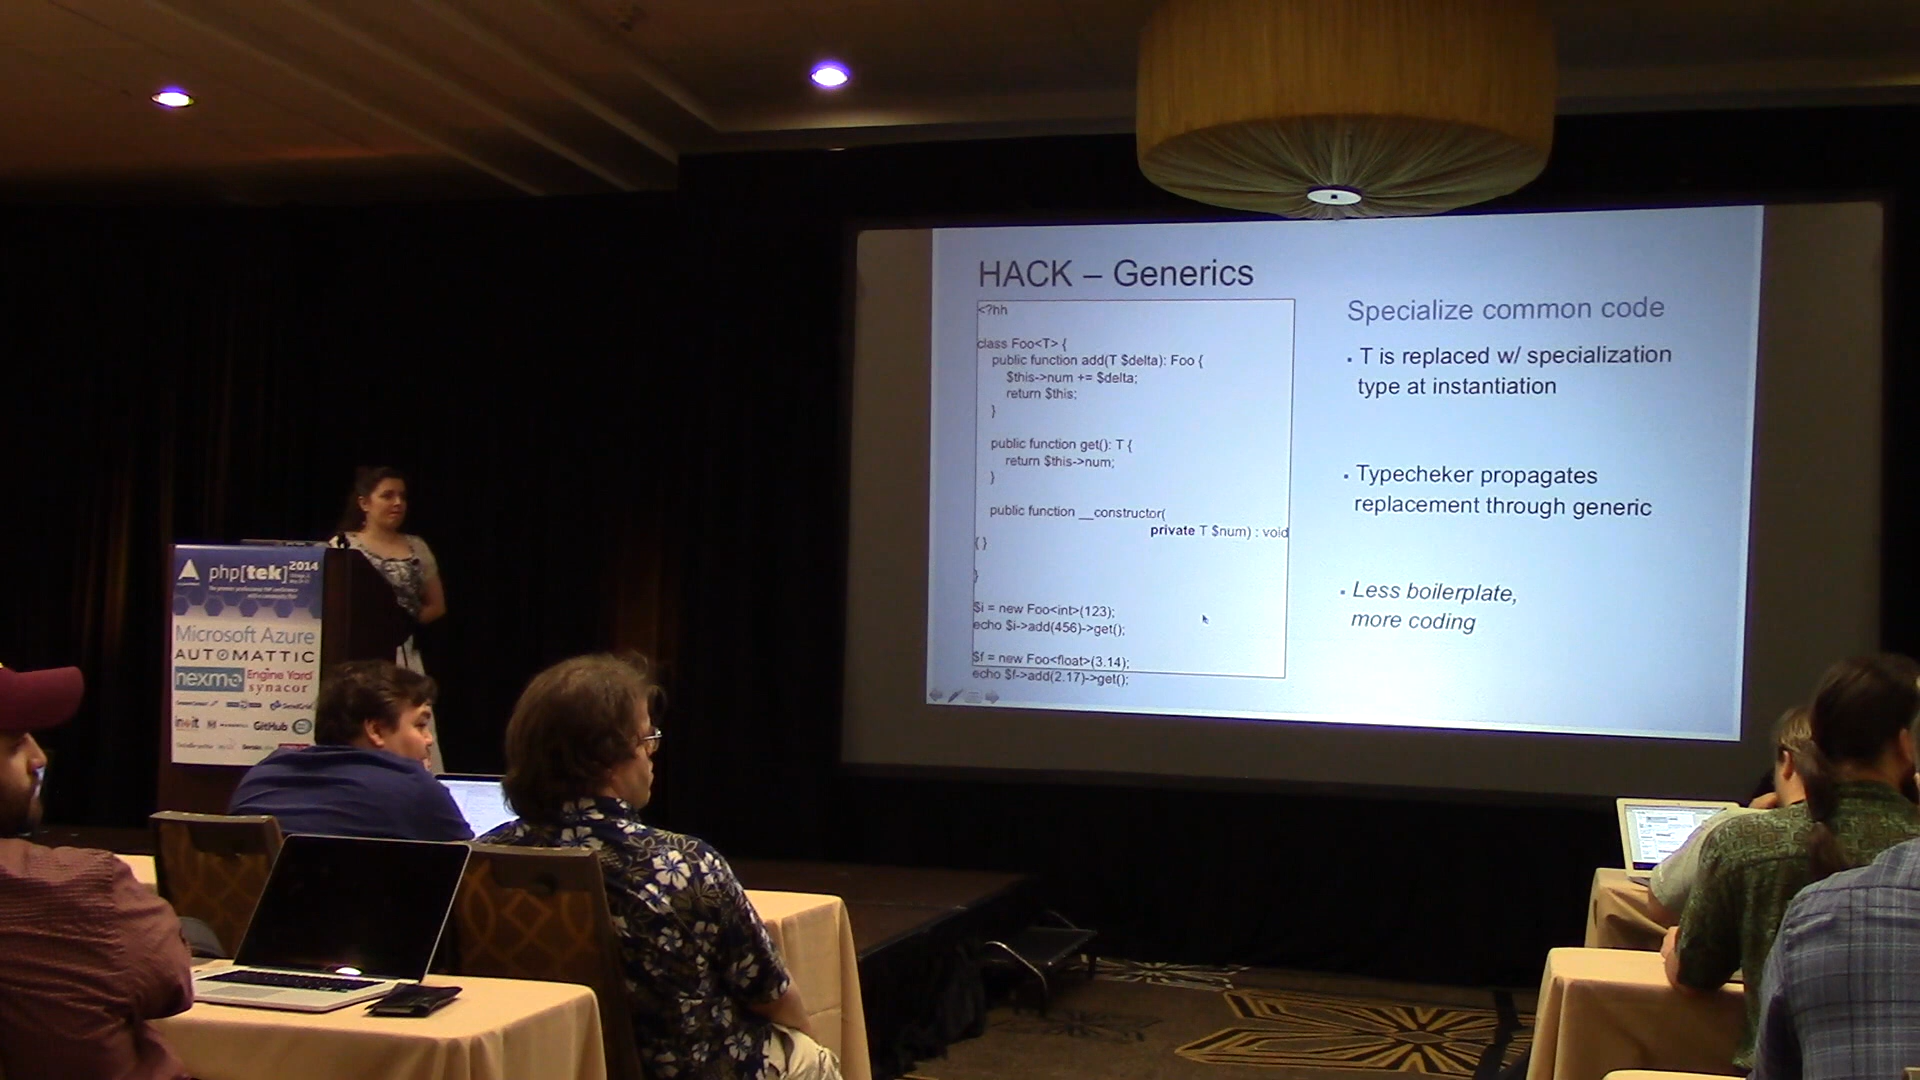 php[tek] 2014
Microsoft Azure
AUTOMATTIC
nexmo
Engine Yard
synacor
SendGrid
GitHub
HACK – Generics
<?hh
class Foo<T> {
public function add(T $delta): Foo {
$this->num += $delta;
return $this;
}
public function get(): T {
return $this->num;
}
public function __constructor(
private T $num) : void
{ }
}
$i = new Foo<int>(123);
echo $i->add(456)->get();
$f = new Foo<float>(3.14);
echo $f->add(2.17)->get();
Specialize common code
T is replaced w/ specialization
type at instantiation
Typecheker propagates
replacement through generic
Less boilerplate,
more coding